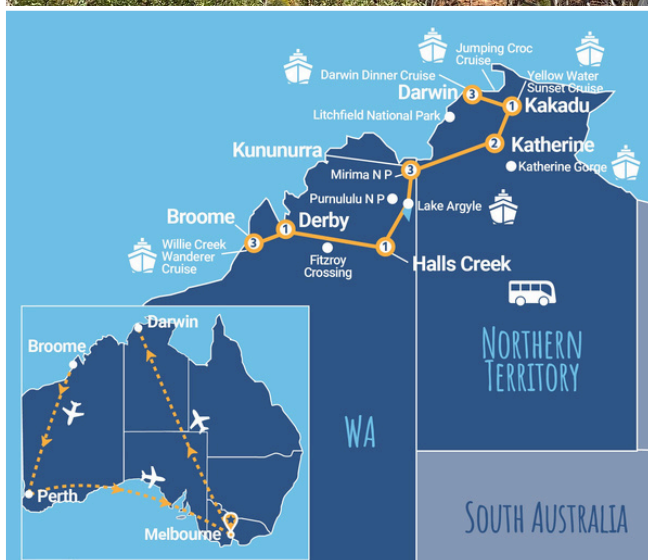 Jumping Croc
Cruise
Darwin Dinner Cruise
Yellow Water
Sunset Cruise
Darwin
3
1
Kakadu
Litchfield National Park
2
Katherine
Kununurra
Katherine Gorge
Mirima N P
3
Purnululu N P
Lake Argyle
Broome
1
Derby
Willie Creek
Wanderer
Cruise
3
Fitzroy
Crossing
1
Halls Creek
NORTHERN
TERRITORY
WA
SOUTH AUSTRALIA
Darwin
Broome
Perth
Melbourne